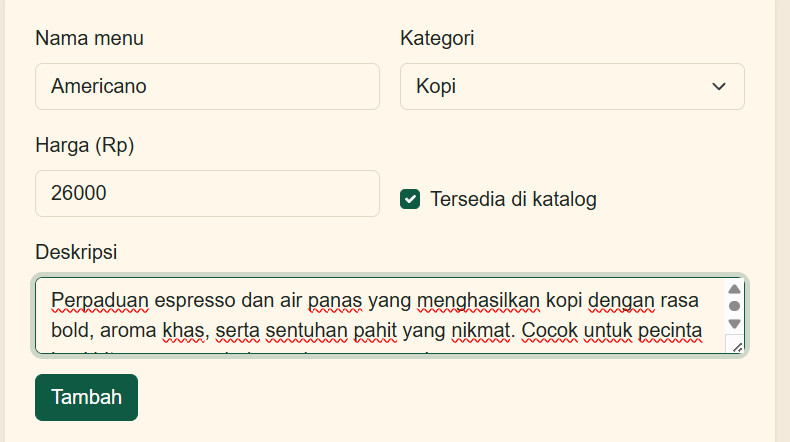 Nama menu
Kategori
Americano
Kopi
Harga (Rp)
26000
Tersedia di katalog
Deskripsi
Perpaduan espresso dan air panas yang menghasilkan kopi dengan rasa
bold, aroma khas, serta sentuhan pahit yang nikmat. Cocok untuk pecinta
Tambah